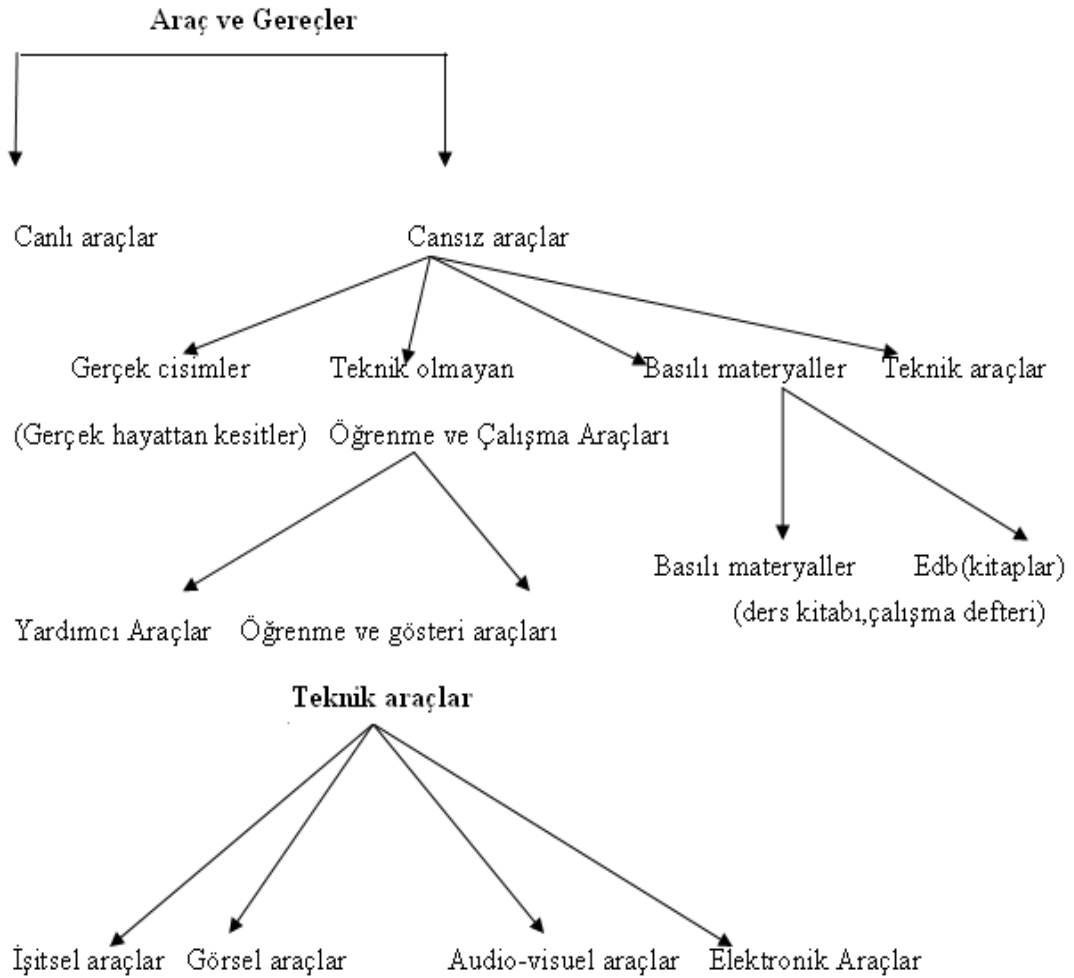 Araç ve Gereçler
Canlı araçlar Cansız araçlar
Gerçek cisimler Teknik olmayan Basılı materyaller Teknik araçlar
(Gerçek hayattan kesitler) Öğrenme ve Çalışma Araçları
Basılı materyaller Edb(kitaplar)
(ders kitabı,çalışma defteri)
Yardımcı Araçlar Öğrenme ve gösteri araçları
Teknik araçlar
İşitsel araçlar Görsel araçlar Audio-visuel araçlar Elektronik Araçlar